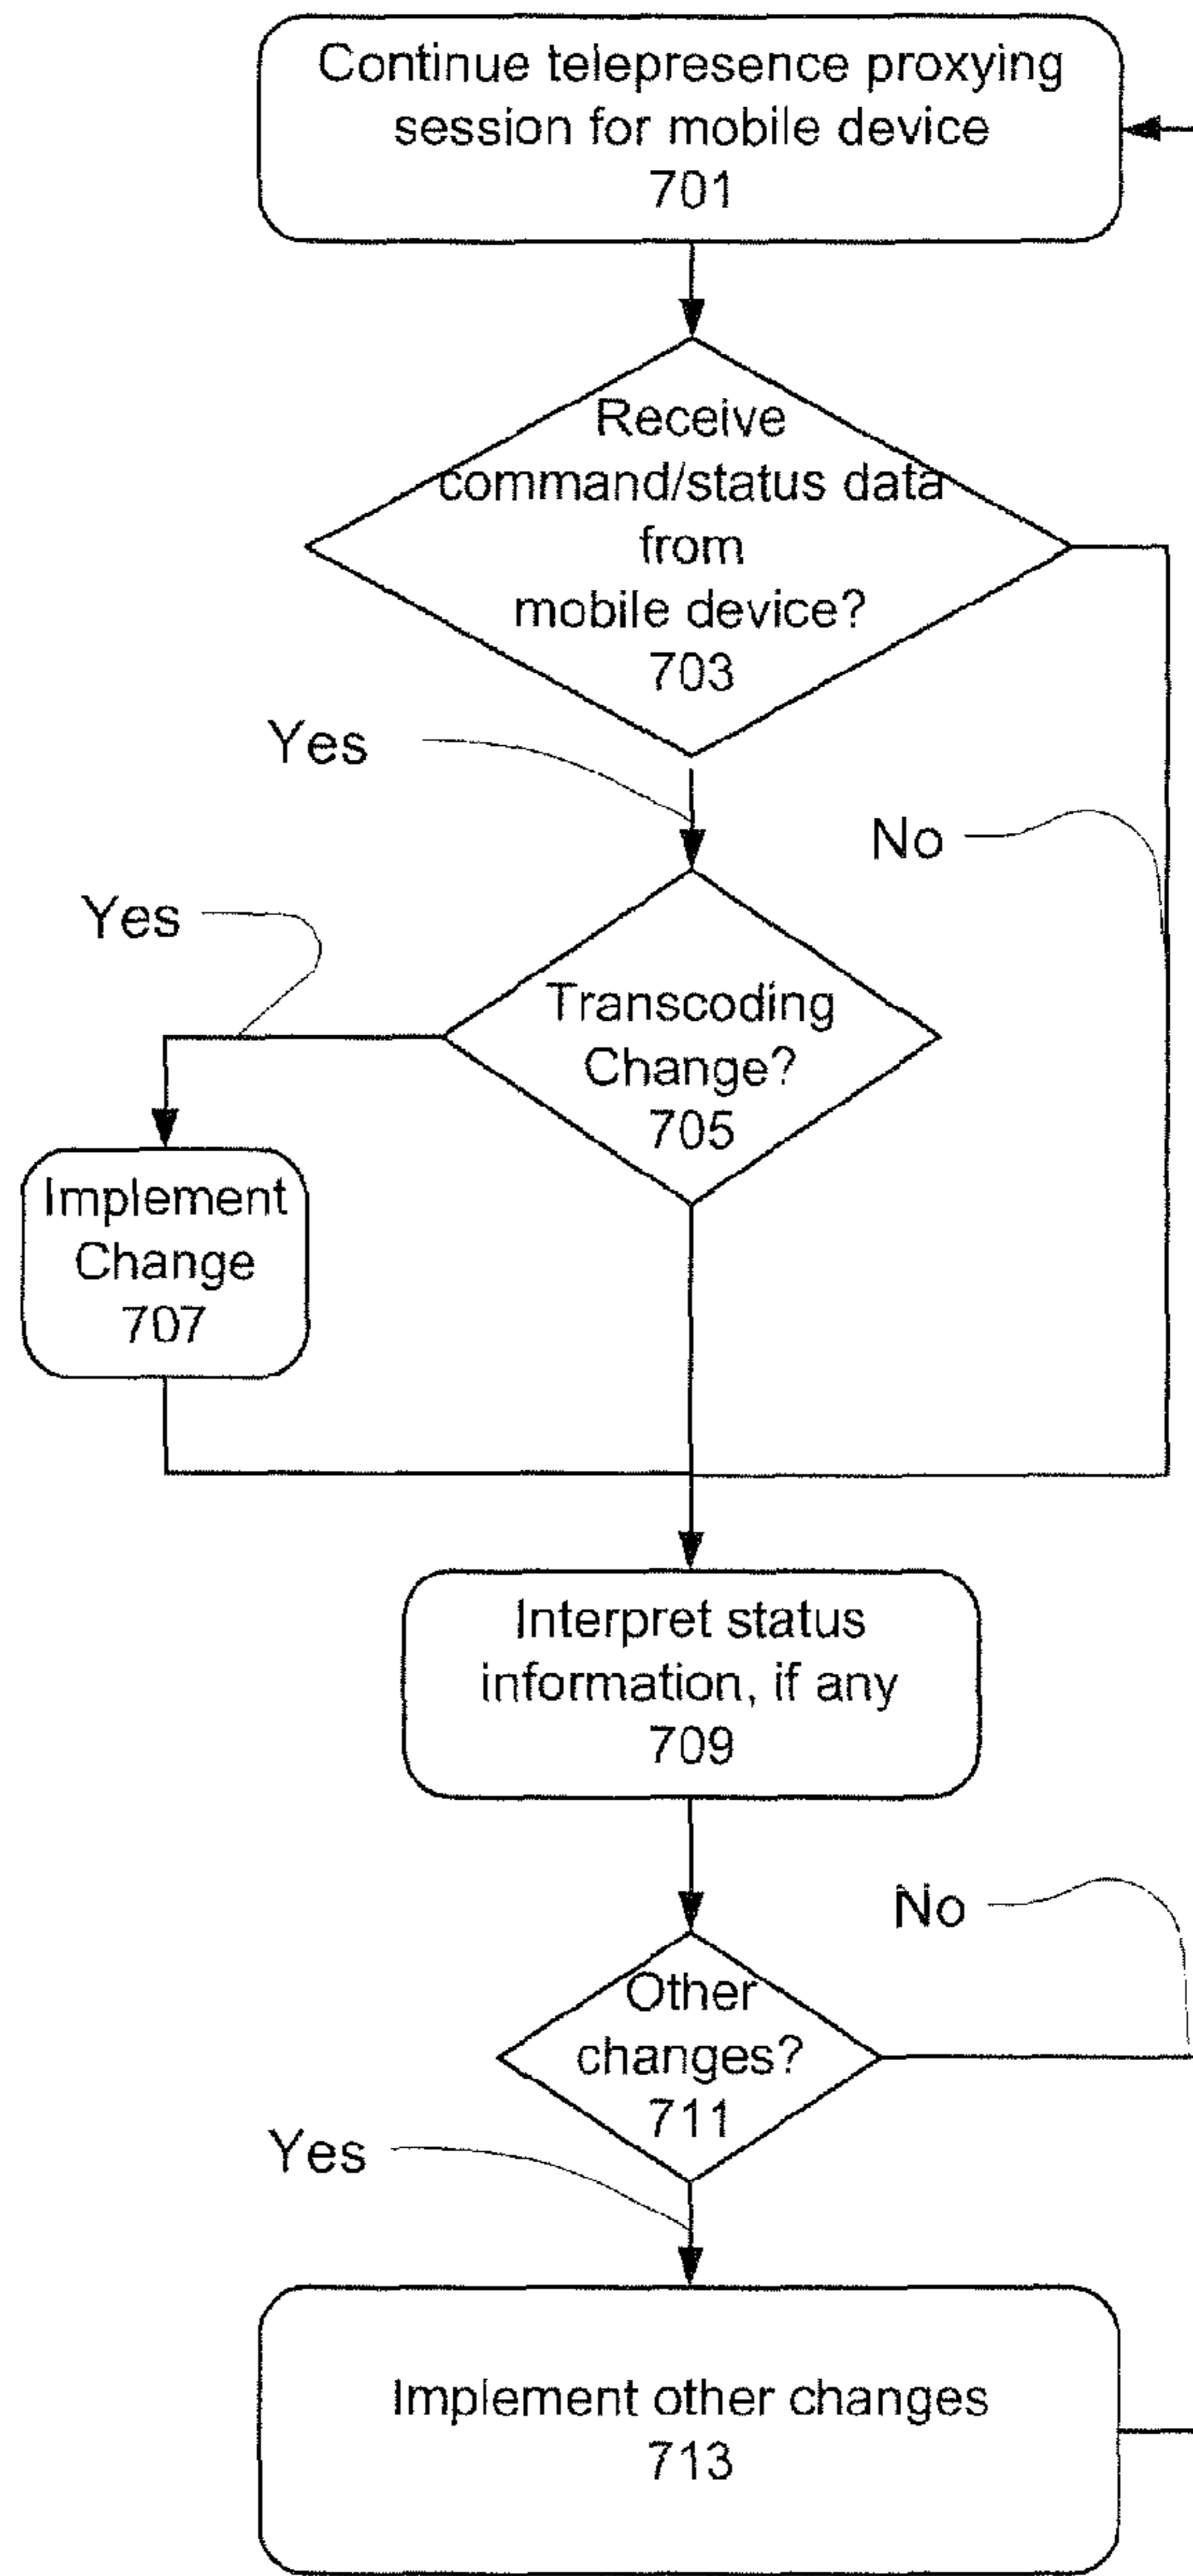 Continue telepresence proxying
session for mobile device
701
Receive
command/status data
from
mobile device?
703
Yes
No
Yes
Transcoding
Change?
705
Implement
Change
707
Interpret status
information, if any
709
No
Other
changes?
711
Yes
Implement other changes
713